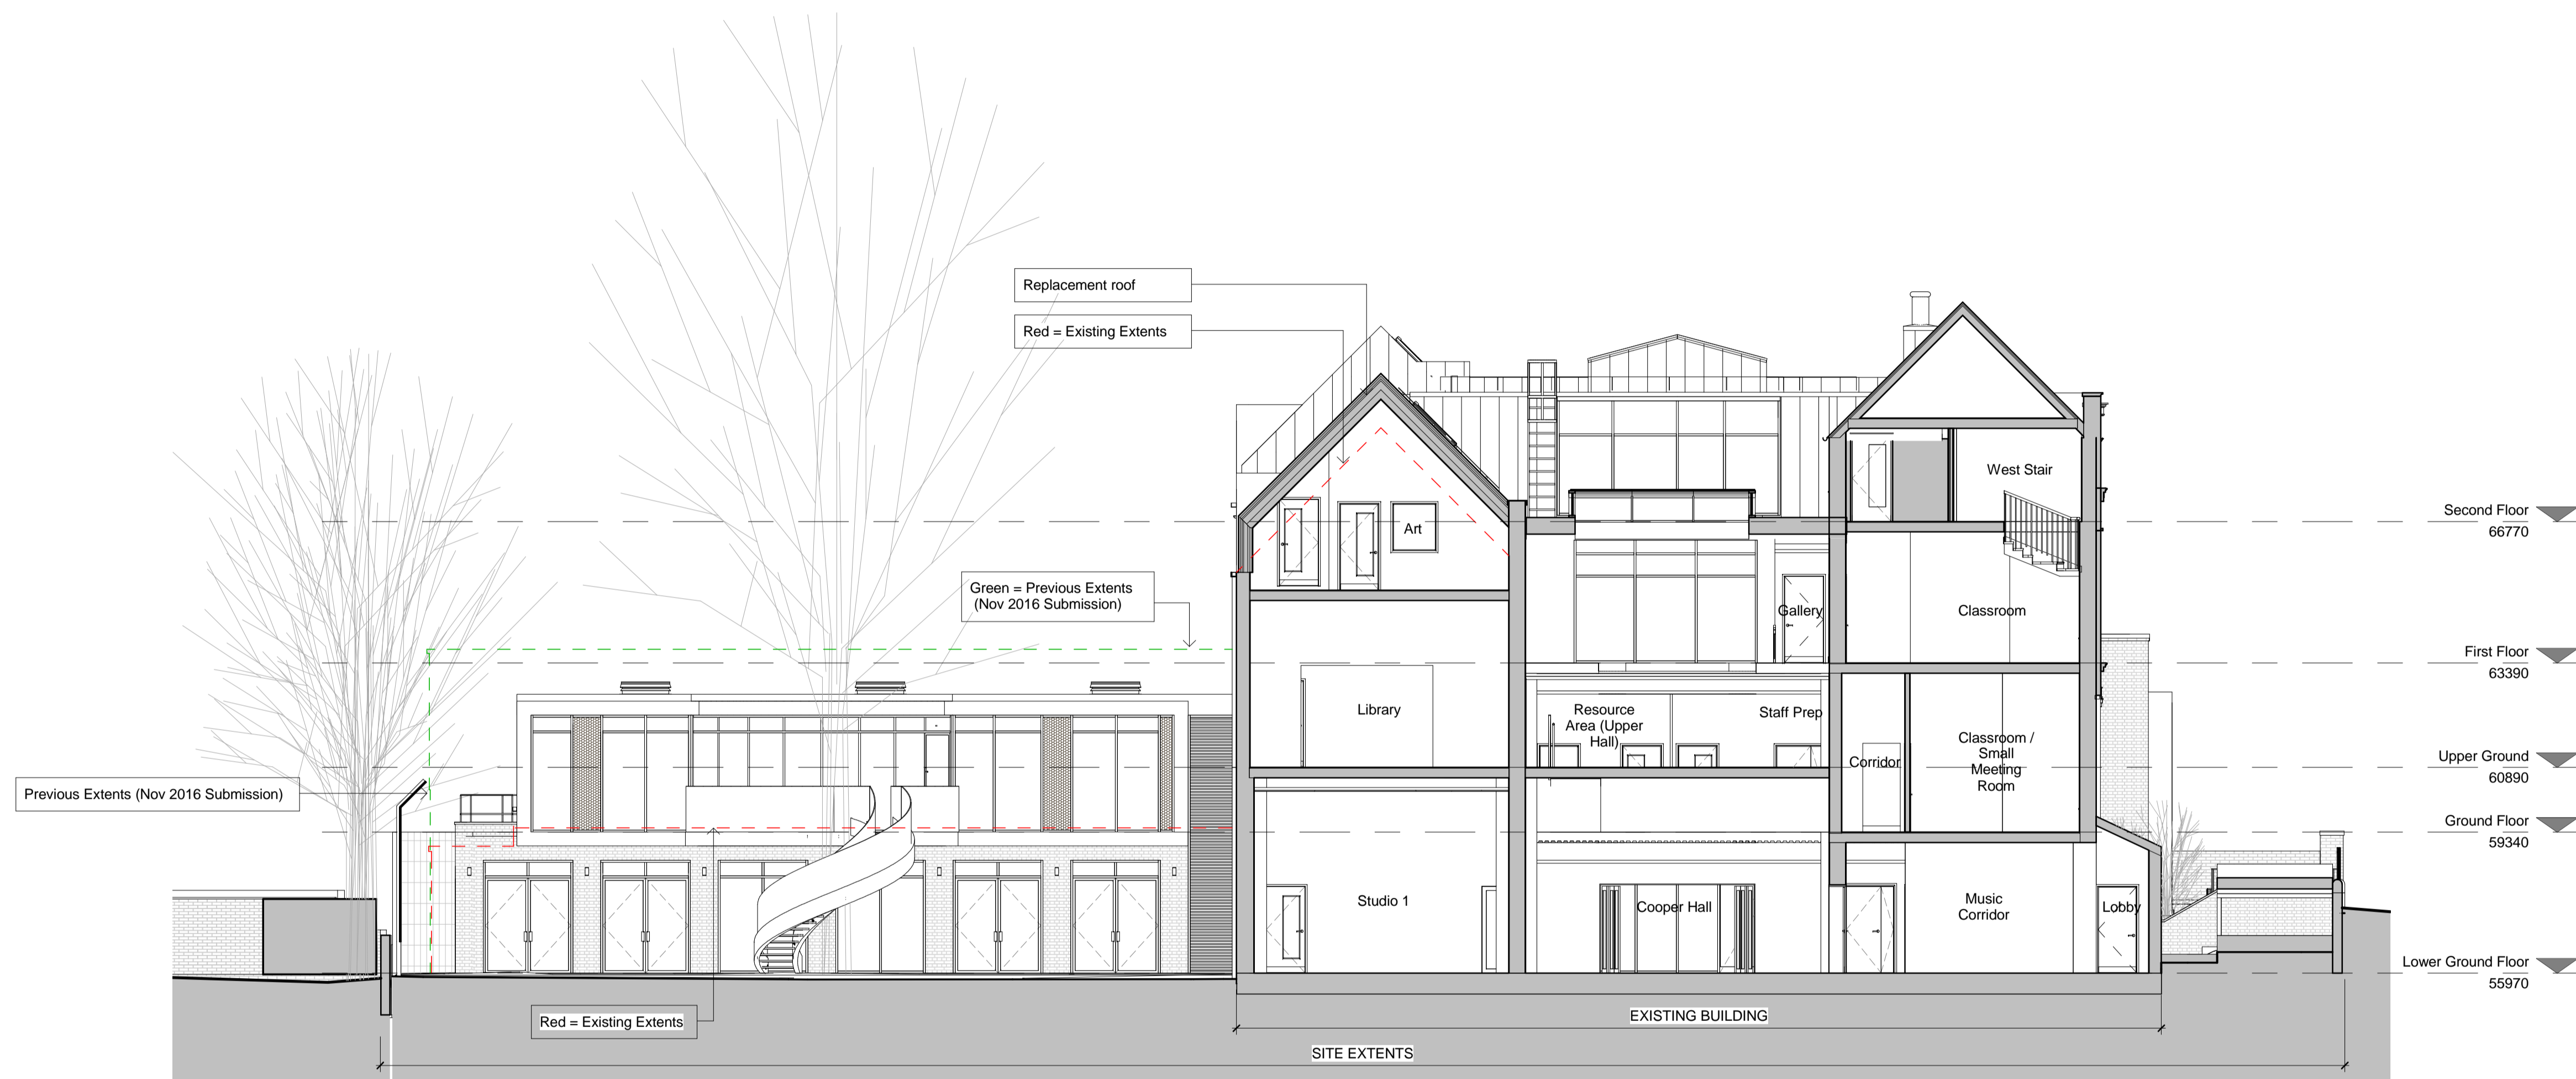 Replacement roof
Red = Existing Extents
West Stair
Second Floor
66770
Art
Green = Previous Extents
(Nov 2016 Submission)
Gallery
Classroom
First Floor
63390
Library
Resource
Area (Upper
Hall)
Staff Prep
Corridor
Classroom /
Small
Meeting
Room
Upper Ground
60890
Previous Extents (Nov 2016 Submission)
Ground Floor
59340
Studio 1
Cooper Hall
Music
Corridor
Lobby
Lower Ground Floor
55970
Red = Existing Extents
EXISTING BUILDING
SITE EXTENTS